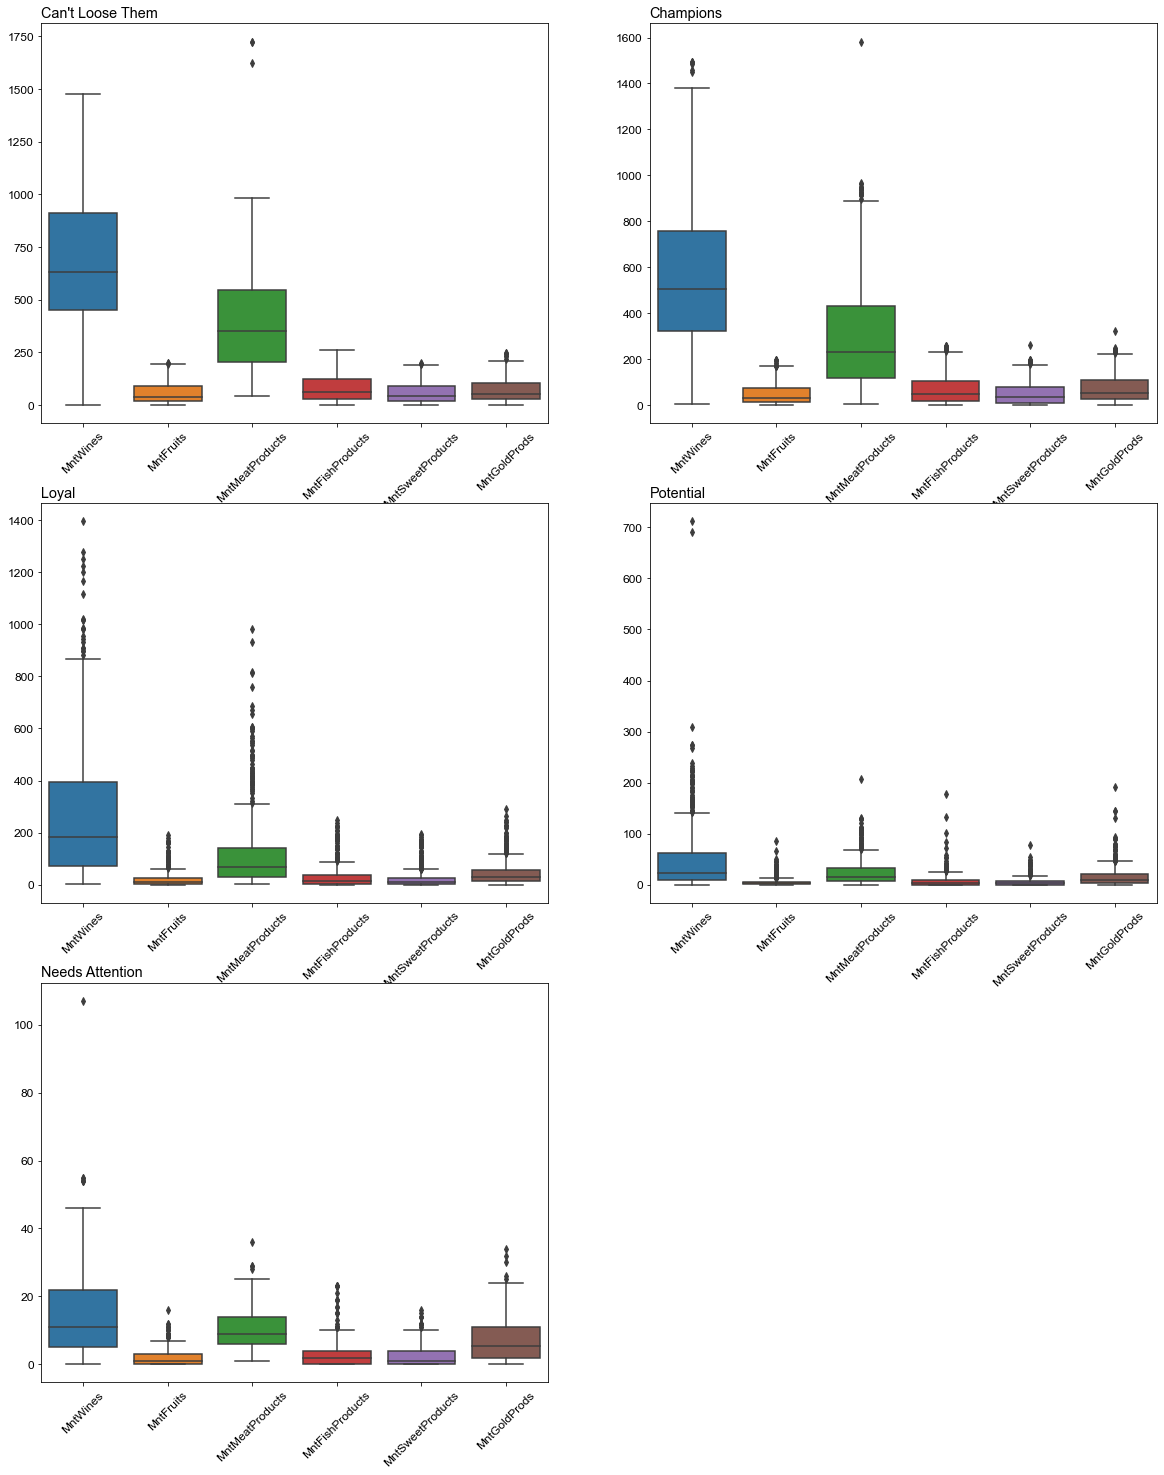 Can't Loose Them
1750
1500
1250
1000
750
500
250
0
MntWines
MntFruits
MntMeatProducts
MntFishProducts
MntSweetProducts
MntGoldProds
Champions
1600
1400
1200
1000
800
600
400
200
0
MntWines
MntFruits
MntMeatProducts
MntFishProducts
MntSweetProducts
MntGoldProds
Loyal
1400
1200
1000
800
600
400
200
0
MntWines
MntFruits
MntMeatProducts
MntFishProducts
MntSweetProducts
MntGoldProds
Potential
700
600
500
400
300
200
100
0
MntWines
MntFruits
MntMeatProducts
MntFishProducts
MntSweetProducts
MntGoldProds
Needs Attention
100
80
60
40
20
0
MntWines
MntFruits
MntMeatProducts
MntFishProducts
MntSweetProducts
MntGoldProds